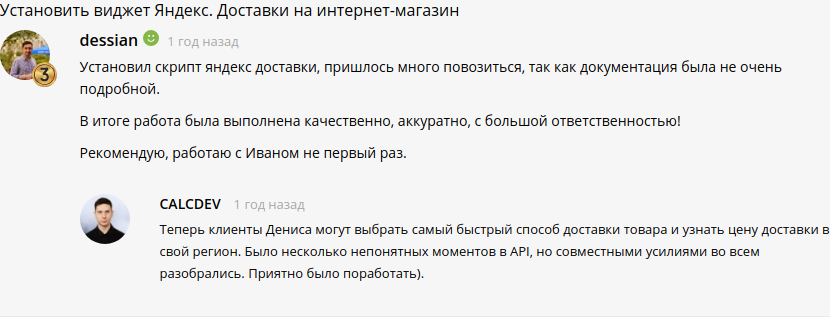 Установить виджет Яндекс. Доставки на интернет-магазин
dessian 1 год назад
3
Установил скрипт яндекс доставки, пришлось много повозиться, так как документация была не очень
подробной.
В итоге работа была выполнена качественно, аккуратно, с большой ответственностью!
Рекомендую, работаю с Иваном не первый раз.
CALCDEV 1 год назад
Теперь клиенты Дениса могут выбрать самый быстрый способ доставки товара и узнать цену доставки в
свой регион. Было несколько непонятных моментов в API, но совместными усилиями во всем
разобрались. Приятно было поработать).